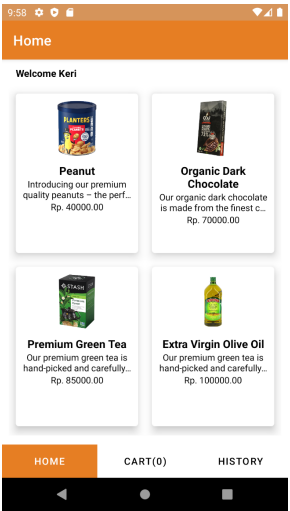 9:58
Home
Welcome Keri
PLANTERS
Peanut
Introducing our premium
quality peanuts – the perf...
Rp. 40000.00
Organic Dark
Chocolate
Our organic dark chocolate
is made from the finest c...
Rp. 70000.00
STASH
Premium Green Tea
Our premium green tea is
hand-picked and carefully...
Rp. 85000.00
Extra Virgin Olive Oil
Our premium green tea is
hand-picked and carefully...
Rp. 100000.00
HOME
CART(0)
HISTORY